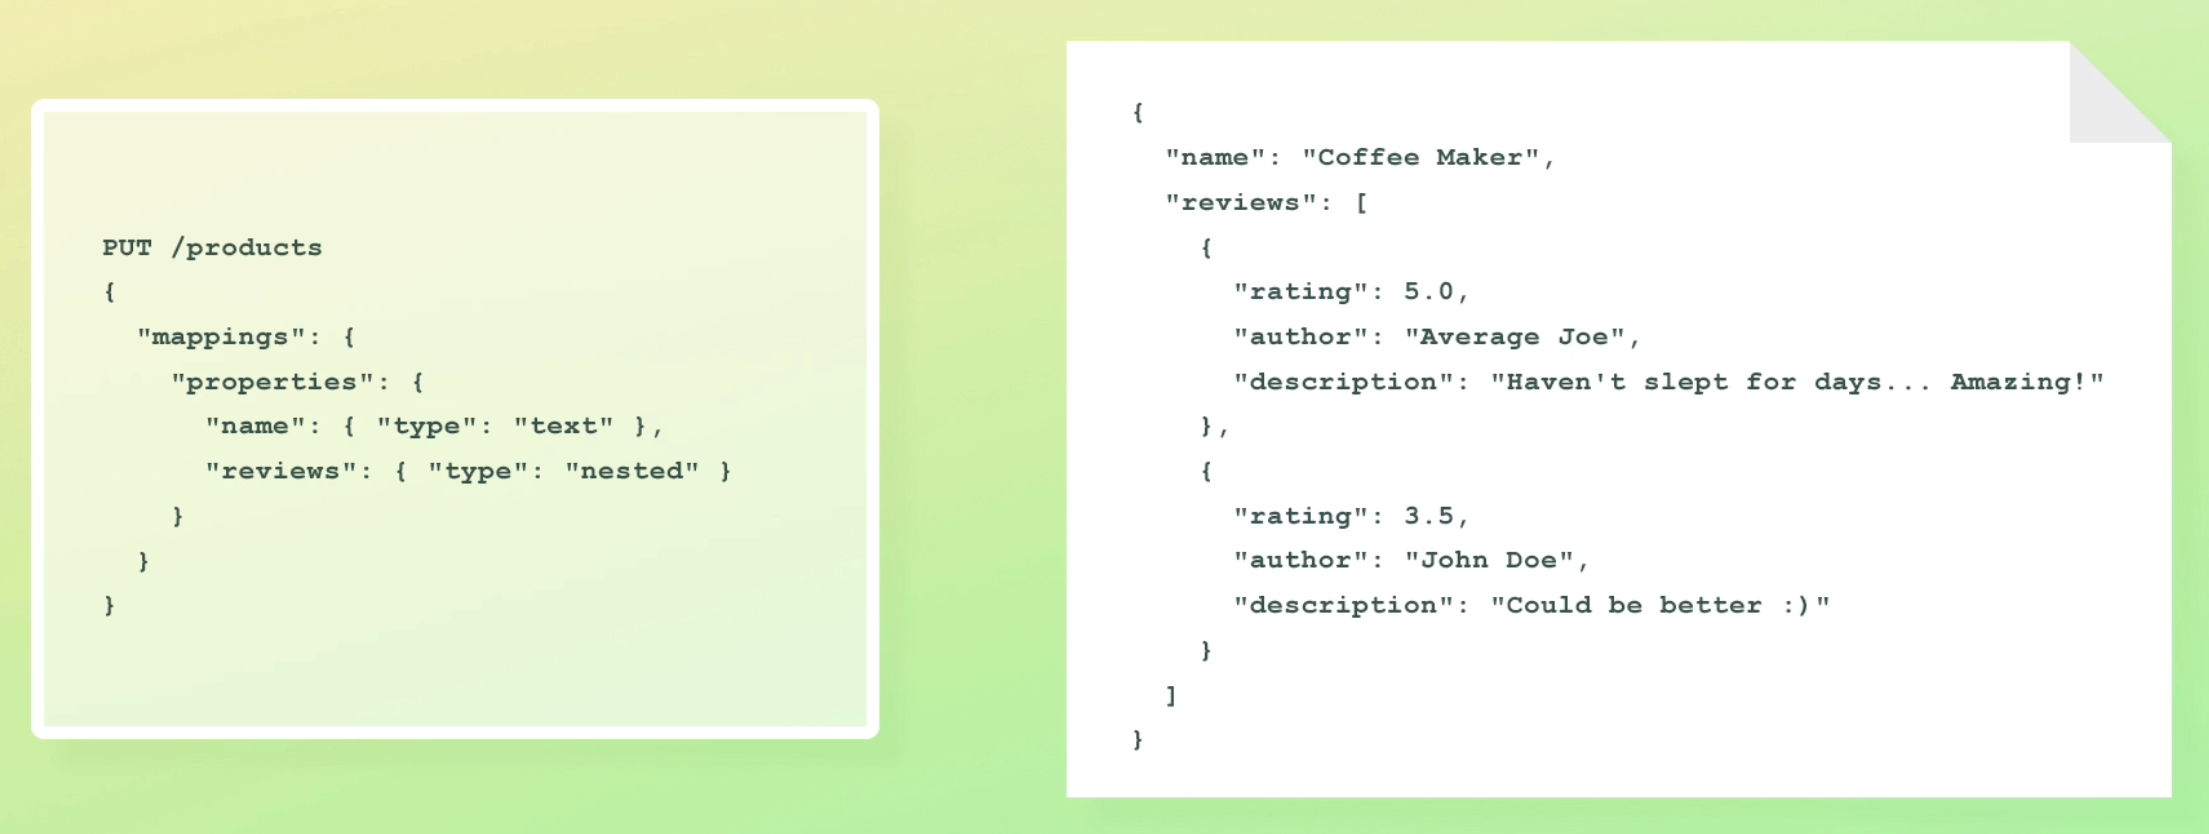 PUT /products
{
  "mappings": {
    "properties": {
      "name": { "type": "text" },
      "reviews": { "type": "nested" }
    }
  }
}
{
  "name": "Coffee Maker",
  "reviews": [
    {
      "rating": 5.0,
      "author": "Average Joe",
      "description": "Haven't slept for days... Amazing!"
    },
    {
      "rating": 3.5,
      "author": "John Doe",
      "description": "Could be better :)"
    }
  ]
}